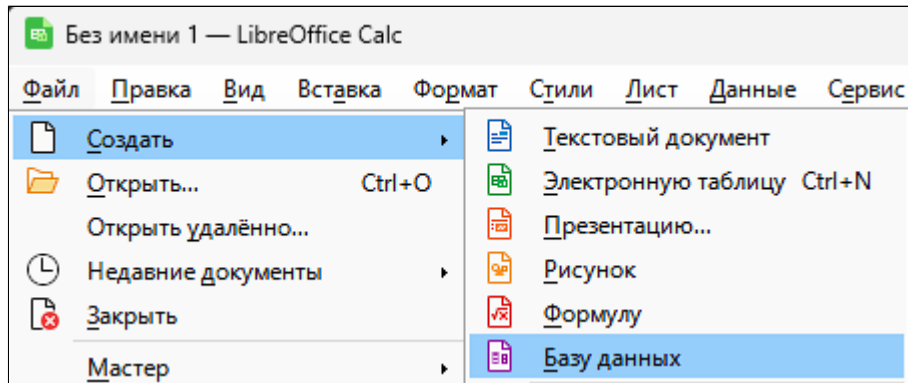 Без имени 1 — LibreOffice Calc
Файл Правка Вид Вставка Формат Стили Лист Данные Сервис
Создать
Открыть... Ctrl+O
Открыть удалённо...
Недавние документы
Закрыть
Мастер
Текстовый документ
Электронную таблицу Ctrl+N
Презентацию...
Рисунок
Формулу
Базу данных